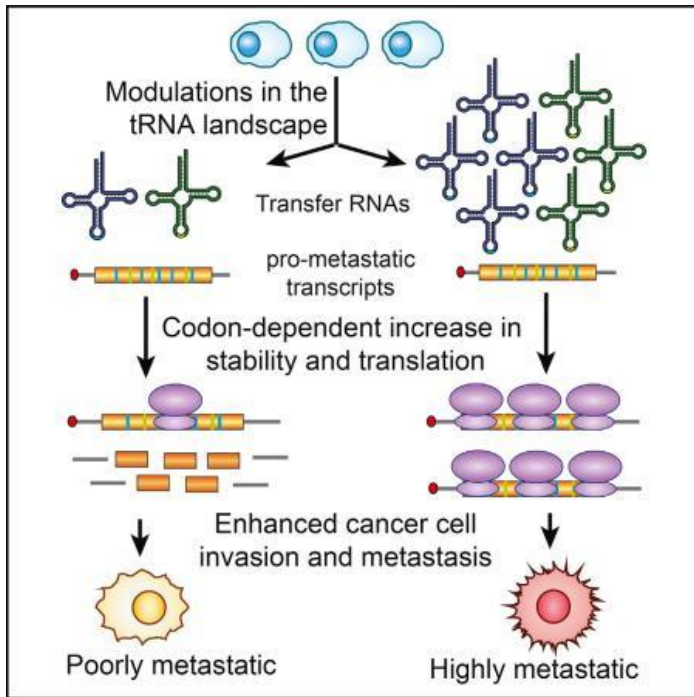 Modulations in the
tRNA landscape
Transfer RNAs
pro-metastatic
transcripts
Codon-dependent increase in
stability and translation
Enhanced cancer cell
invasion and metastasis
Poorly metastatic
Highly metastatic